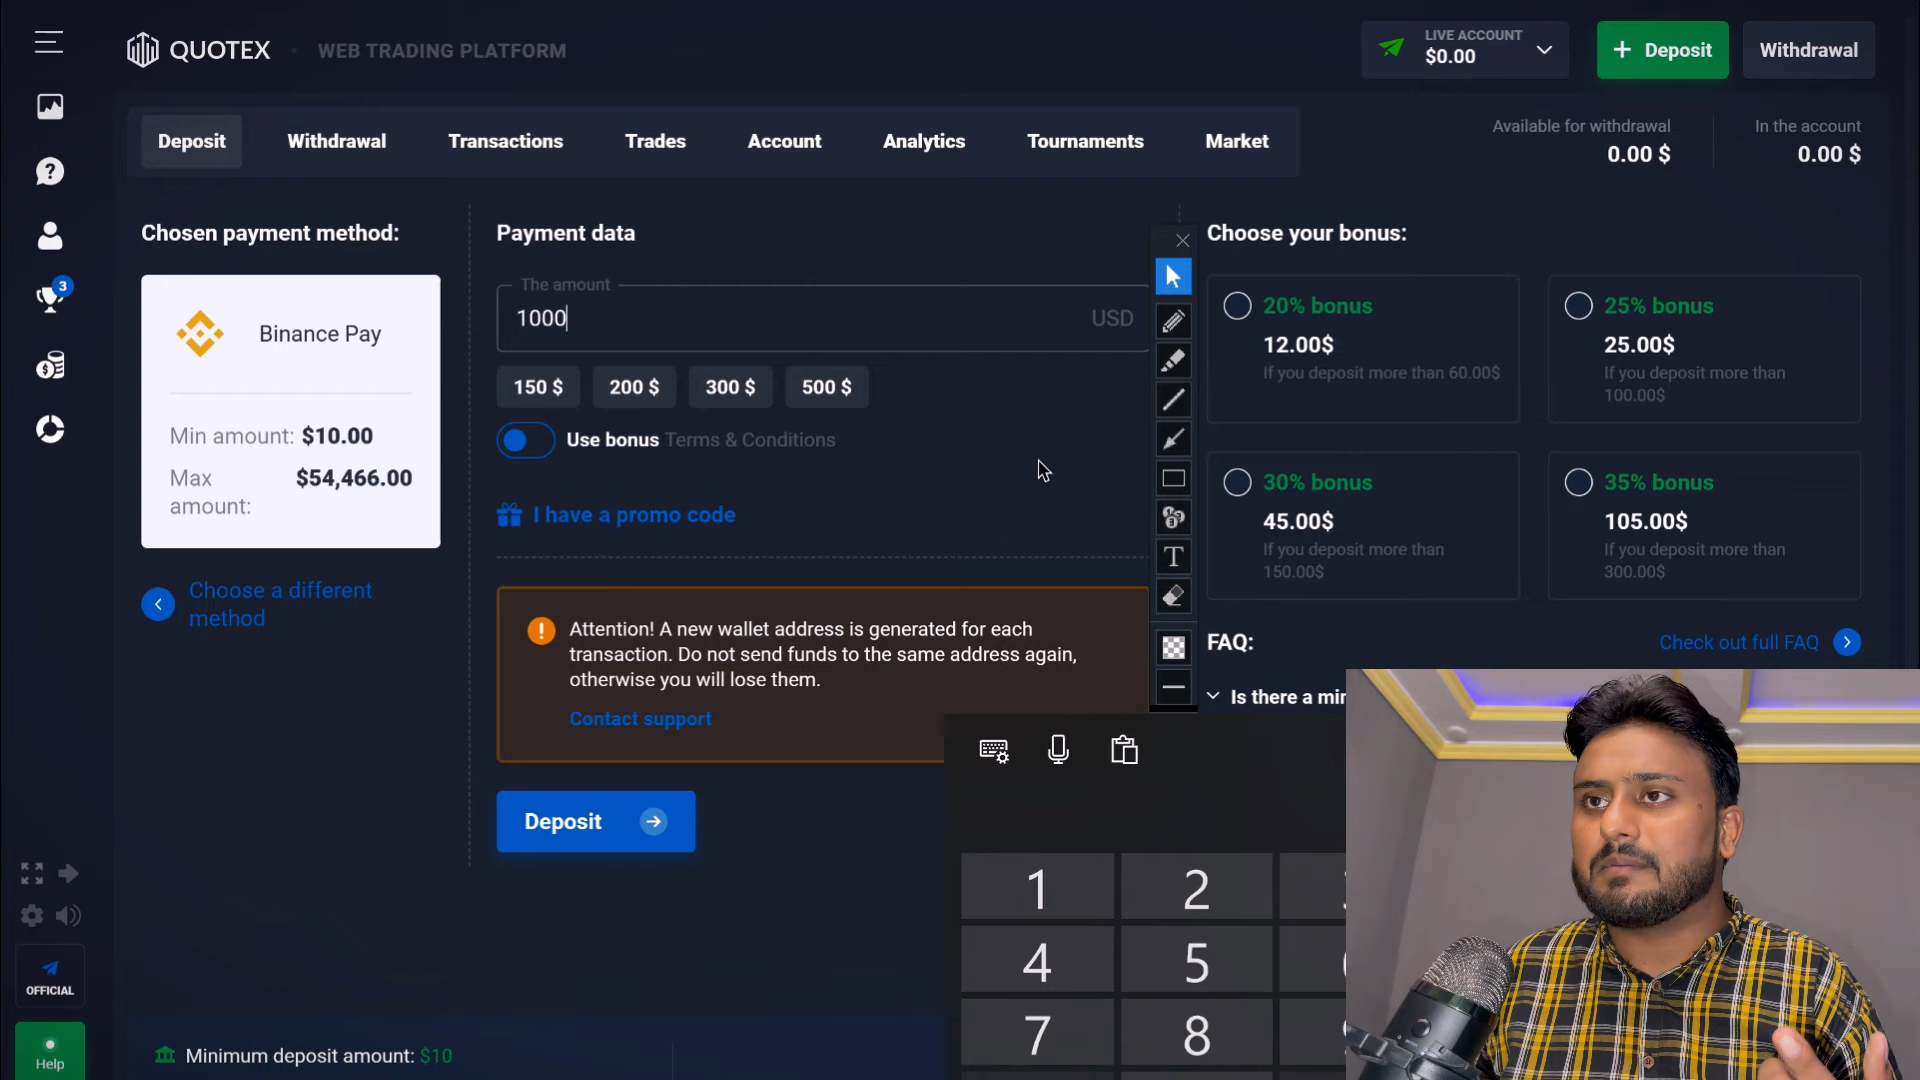 QUOTEX
WEB TRADING PLATFORM
LIVE ACCOUNT
$0.00
+ Deposit
Withdrawal
Deposit
Withdrawal
Transactions
Trades
Account
Analytics
Tournaments
Market
Available for withdrawal
0.00 $
In the account
0.00 $
3
Chosen payment method:
Binance Pay
Min amount: $10.00
Max amount: $54,466.00
Choose a different
method
Payment data
The amount
1000
USD
150 $
200 $
300 $
500 $
Use bonus Terms & Conditions
I have a promo code
Attention! A new wallet address is generated for each
transaction. Do not send funds to the same address again,
otherwise you will lose them.
Contact support
Deposit
T
Choose your bonus:
20% bonus
12.00$
If you deposit more than 60.00$
25% bonus
25.00$
If you deposit more than
100.00$
30% bonus
45.00$
If you deposit more than
150.00$
35% bonus
105.00$
If you deposit more than
300.00$
FAQ:
Check out full FAQ
Is there a
1
2
4
5
7
8
OFFICIAL
Help
Minimum deposit amount: $10